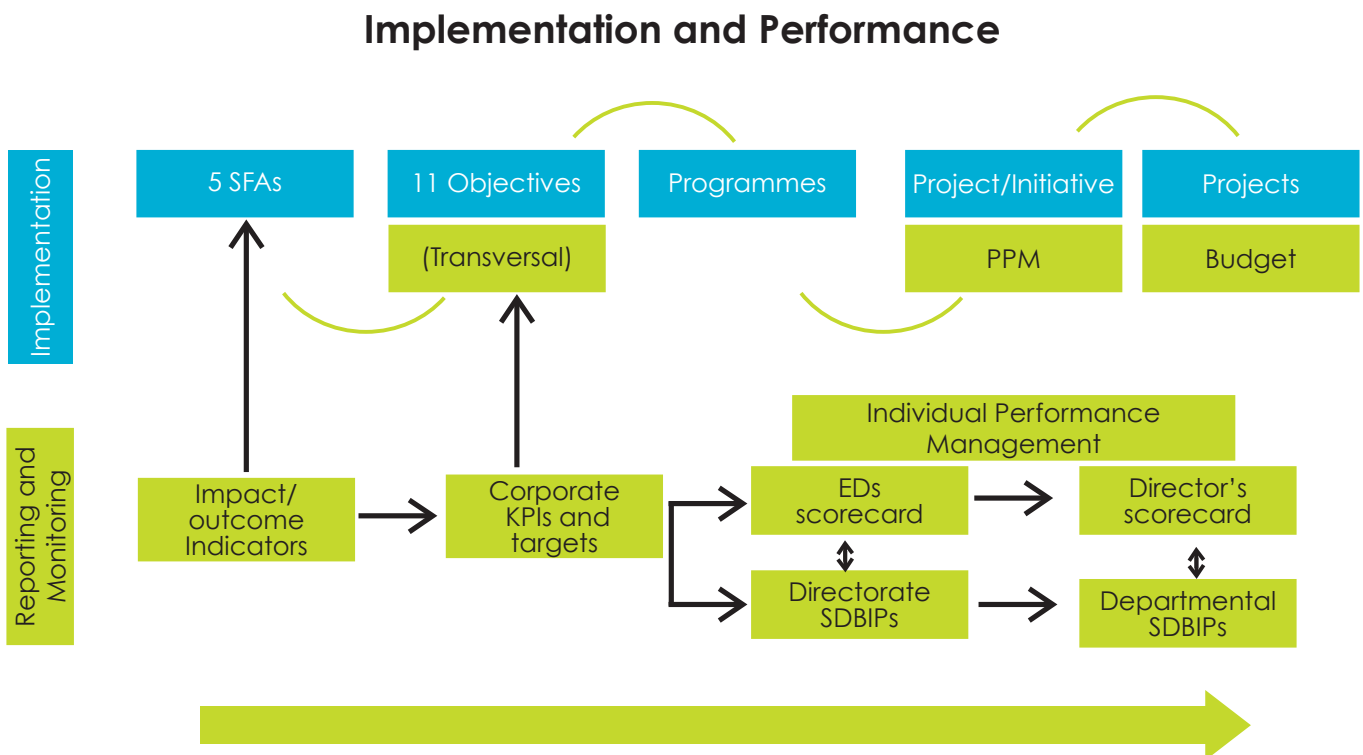 Implementation and Performance
Implementation
5 SFAs
11 Objectives
Programmes
Project/Initiative
Projects
(Transversal)
PPM
Budget
Reporting and
Monitoring
Individual Performance
Management
Impact/
outcome
Indicators
Corporate
KPIs and
targets
EDs
scorecard
Director’s
scorecard
Directorate
SDBIPs
Departmental
SDBIPs